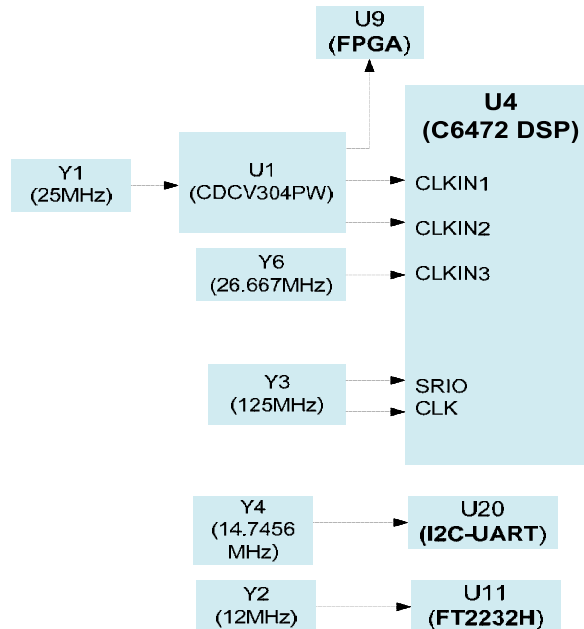 U9
(FPGA)
U4
(C6472 DSP)
Y1
(25MHz)
U1
(CDCV304PW)
CLKIN1
CLKIN2
Y6
(26.667MHz)
CLKIN3
Y3
(125MHz)
SRIO
CLK
Y4
(14.7456
MHz)
U20
(I2C-UART)
Y2
(12MHz)
U11
(FT2232H)